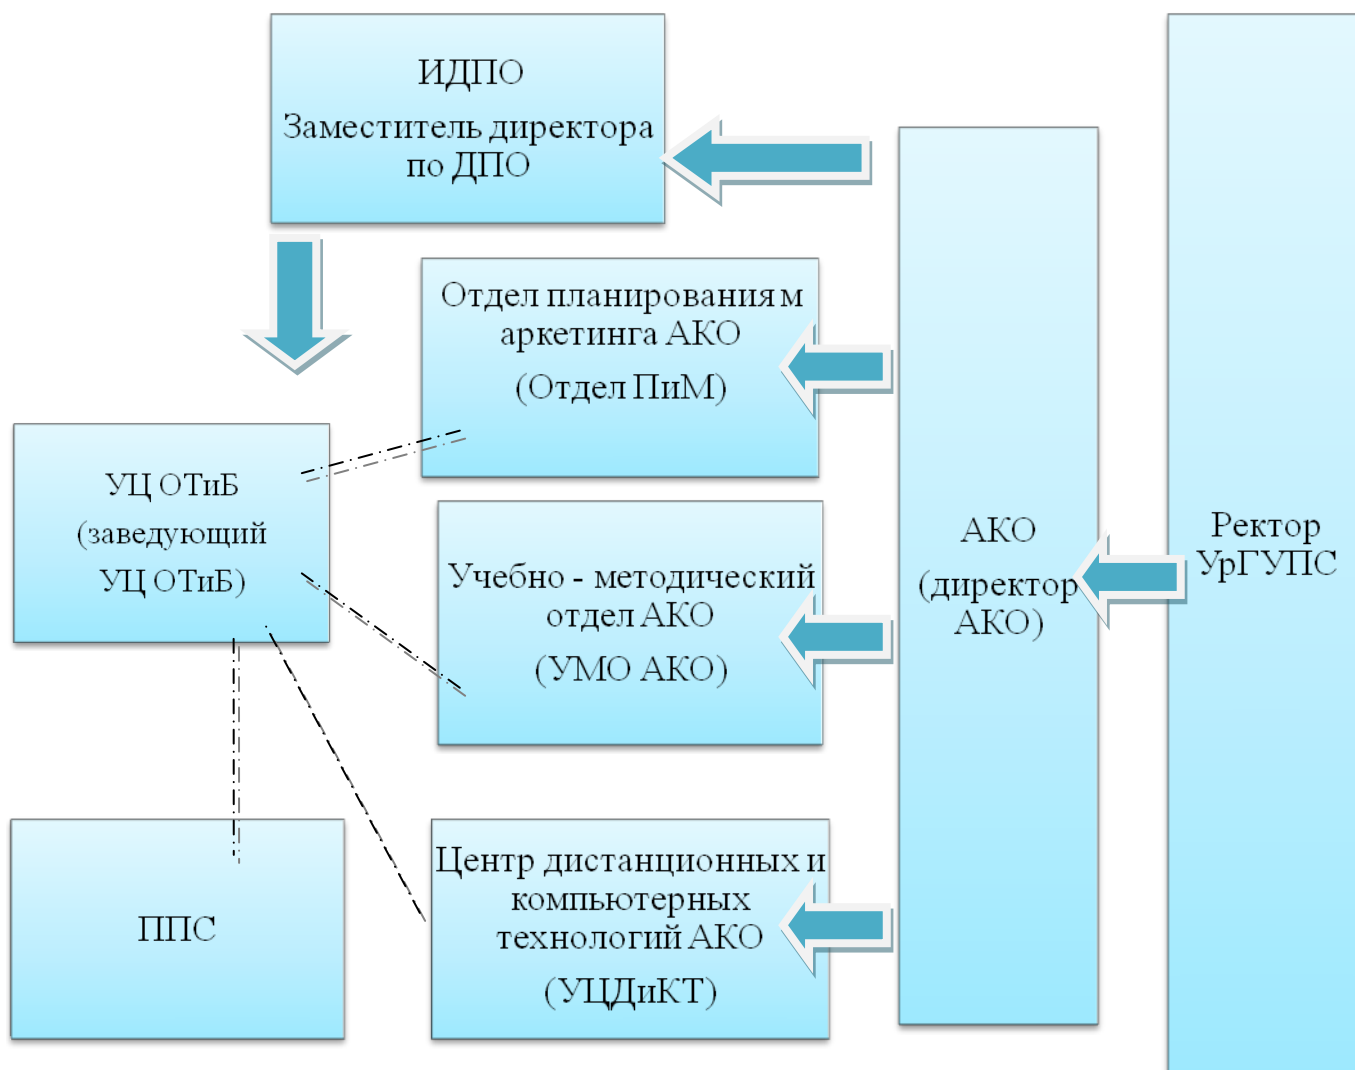 ИДПО
Заместитель директора
по ДПО
Отдел планирования м
аркетинга АКО
(Отдел ПиМ)
УЦ ОТиБ
(заведующий
УЦ ОТиБ)
Учебно - методический
отдел АКО
(УМО АКО)
ППС
Центр дистанционных и
компьютерных
технологий АКО
(УЦДиКТ)
АКО
(директор
АКО)
Ректор
УрГУПС